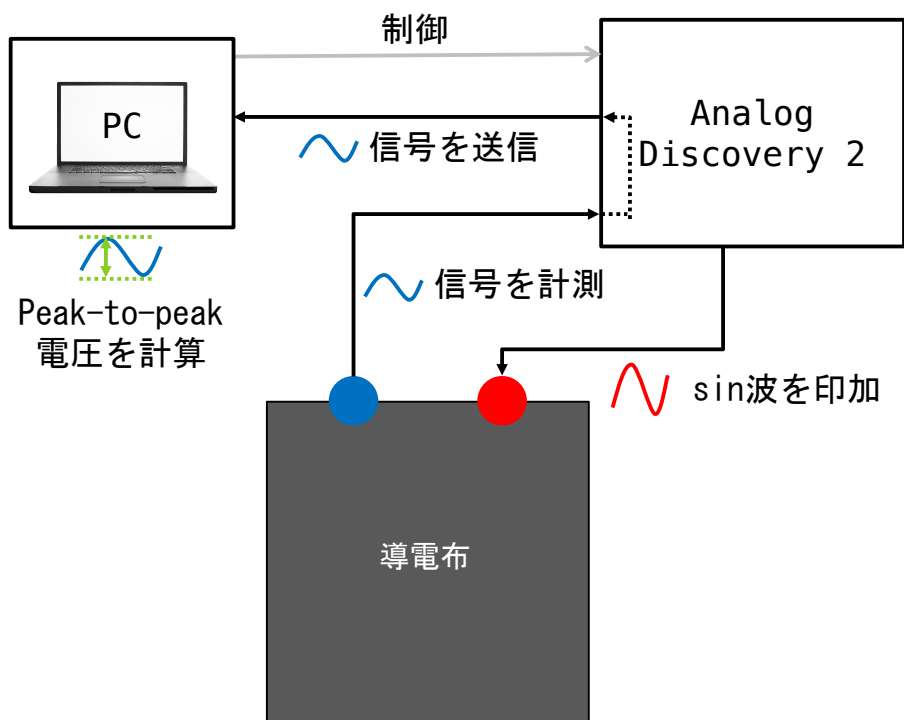 制御
PC
Analog
Discovery 2
信号を送信
信号を計測
Peak-to-peak
電圧を計算
sin波を印加
導電布